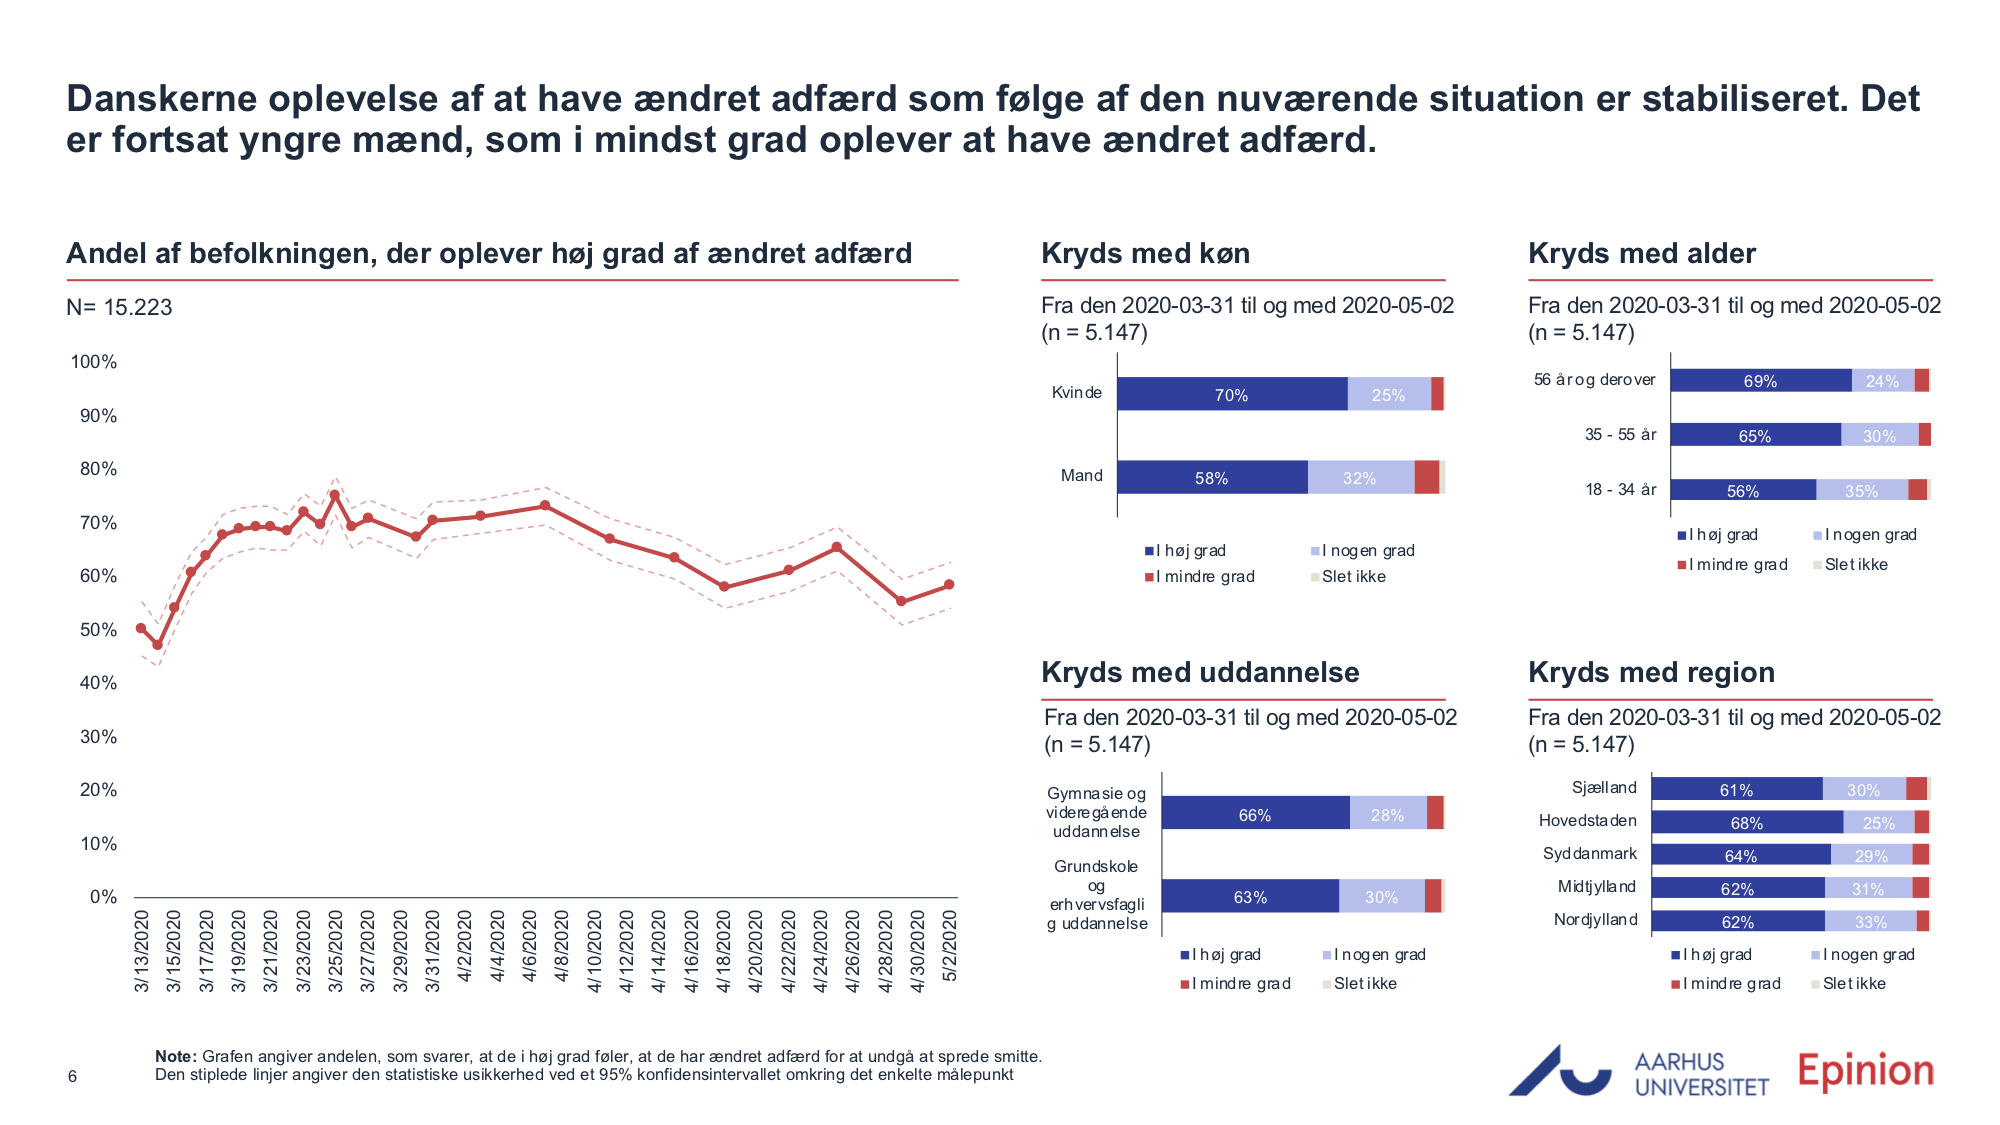 Danskerne oplevelse af at have ændret adfærd som følge af den nuværende situation er stabiliseret. Det
er fortsat yngre mænd, som i mindst grad oplever at have ændret adfærd.
Andel af befolkningen, der oplever høj grad af ændret adfærd
N= 15.223
100%
90%
80%
70%
60%
50%
40%
30%
20%
10%
0%
3/13/2020
3/15/2020
3/17/2020
3/19/2020
3/21/2020
3/23/2020
3/25/2020
3/27/2020
3/29/2020
3/31/2020
4/2/2020
4/4/2020
4/6/2020
4/8/2020
4/10/2020
4/12/2020
4/14/2020
4/16/2020
4/18/2020
4/20/2020
4/22/2020
4/24/2020
4/26/2020
4/28/2020
4/30/2020
5/2/2020
Kryds med køn
Fra den 2020-03-31 til og med 2020-05-02
(n = 5.147)
Kvinde
70%
25%
Mand
58%
32%
I høj grad
I nogen grad
I mindre grad
Slet ikke
Kryds med alder
Fra den 2020-03-31 til og med 2020-05-02
(n = 5.147)
56 år og derover
69%
24%
35 - 55 år
65%
30%
18 - 34 år
56%
35%
I høj grad
I nogen grad
I mindre grad
Slet ikke
Kryds med uddannelse
Fra den 2020-03-31 til og med 2020-05-02
(n = 5.147)
Gymnasie og
videregående
uddannelse
66%
28%
Grundskole
og
erhvervsfagli
g uddannelse
63%
30%
I høj grad
I nogen grad
I mindre grad
Slet ikke
Kryds med region
Fra den 2020-03-31 til og med 2020-05-02
(n = 5.147)
Sjælland
61%
30%
Hovedstaden
68%
25%
Syddanmark
64%
29%
Midtjylland
62%
31%
Nordjylland
62%
33%
I høj grad
I nogen grad
I mindre grad
Slet ikke
Note: Grafen angiver andelen, som svarer, at de i høj grad føler, at de har ændret adfærd for at undgå at sprede smitte.
Den stiplede linjer angiver den statistiske usikkerhed ved et 95% konfidensintervallet omkring det enkelte målepunkt
6
AARHUS
UNIVERSITET
Epinion